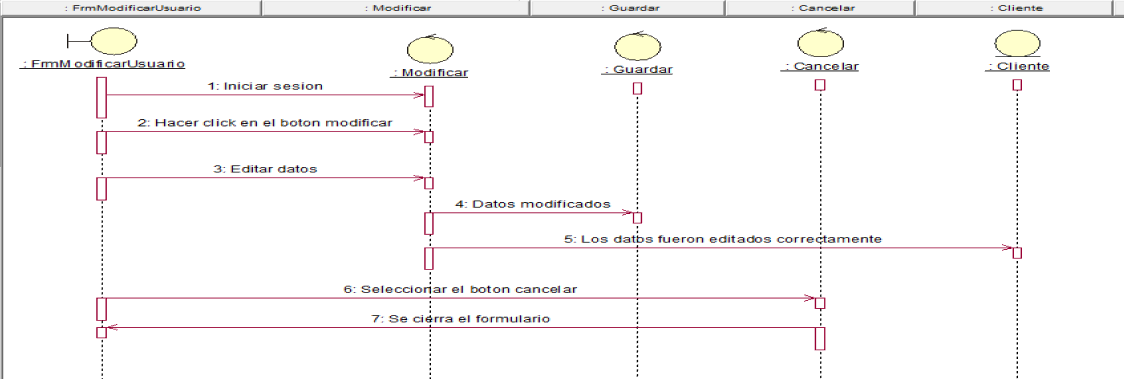 : FrmModificarUsuario
: Modificar
: Guardar
: Cancelar
: Cliente
: FrmModificarUsuario
: Modificar
: Guardar
: Cancelar
: Cliente
1: Iniciar sesion
2: Hacer click en el boton modificar
3: Editar datos
4: Datos modificados
5: Los datos fueron editados correctamente
6: Seleccionar el boton cancelar
7: Se cierra el formulario